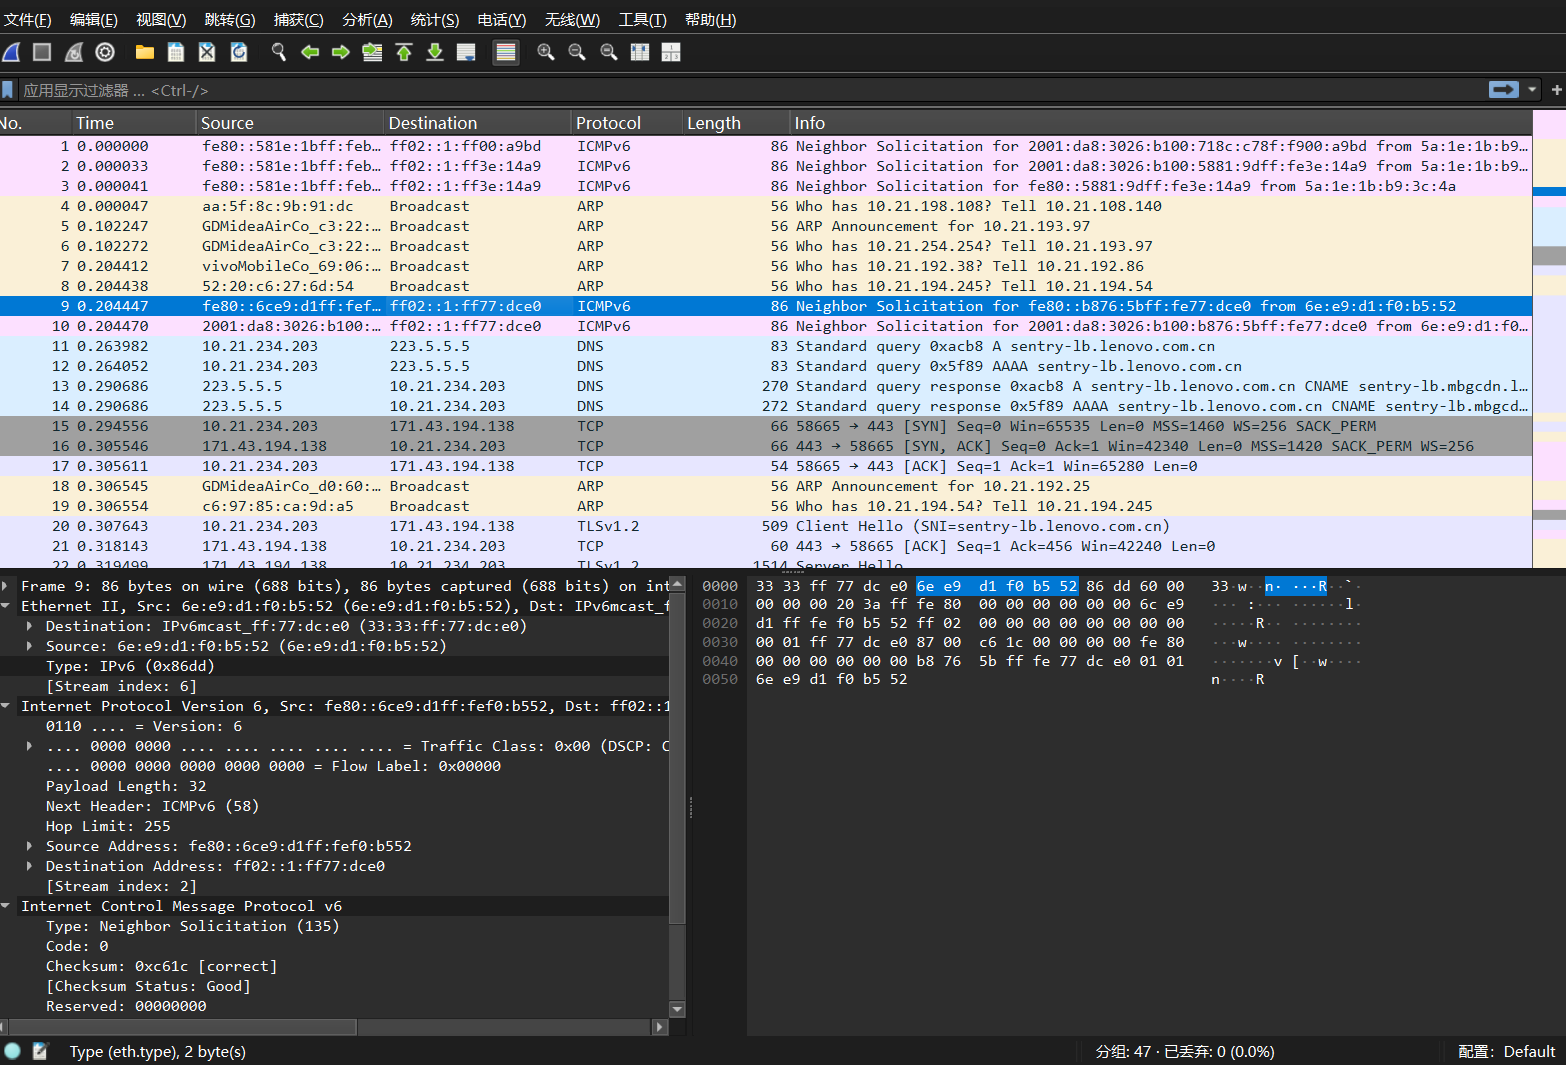 文件(F) 编辑(E) 视图(V) 跳转(G) 捕获(C) 分析(A) 统计(S) 电话(Y) 无线(W) 工具(T) 帮助(H)
应用显示过滤器 … <Ctrl-/>
No. Time Source Destination Protocol Length Info
1 0.000000 fe80::581e:1bff:feb… ff02::1:ff00:a9bd ICMPv6 86 Neighbor Solicitation for 2001:da8:3026:b100:718c:c78f:f900:a9bd from 5a:1e:1b:b9…
2 0.000033 fe80::581e:1bff:feb… ff02::1:ff3e:14a9 ICMPv6 86 Neighbor Solicitation for 2001:da8:3026:b100:5881:9dff:fe3e:14a9 from 5a:1e:1b:b9…
3 0.000041 fe80::581e:1bff:feb… ff02::1:ff3e:14a9 ICMPv6 86 Neighbor Solicitation for fe80::5881:9dff:fe3e:14a9 from 5a:1e:1b:b9:3c:4a
4 0.000047 aa:5f:8c:9b:91:dc Broadcast ARP 56 Who has 10.21.198.108? Tell 10.21.108.140
5 0.102247 GDMideaAirCo_c3:22:… Broadcast ARP 56 ARP Announcement for 10.21.193.97
6 0.102272 GDMideaAirCo_c3:22:… Broadcast ARP 56 Who has 10.21.254.254? Tell 10.21.193.97
7 0.204412 vivoMobileCo_69:06:… Broadcast ARP 56 Who has 10.21.192.38? Tell 10.21.192.86
8 0.204438 52:20:c6:27:6d:54 Broadcast ARP 56 Who has 10.21.194.245? Tell 10.21.194.54
9 0.204447 fe80::6ce9:d1ff:fef… ff02::1:ff77:dce0 ICMPv6 86 Neighbor Solicitation for fe80::b876:5bff:fe77:dce0 from 6e:e9:d1:f0:b5:52
10 0.204470 2001:da8:3026:b100:… ff02::1:ff77:dce0 ICMPv6 86 Neighbor Solicitation for 2001:da8:3026:b100:b876:5bff:fe77:dce0 from 6e:e9:d1:f0…
11 0.263982 10.21.234.203 223.5.5.5 DNS 83 Standard query 0xacb8 A sentry-lb.lenovo.com.cn
12 0.264052 10.21.234.203 223.5.5.5 DNS 83 Standard query 0x5f89 AAAA sentry-lb.lenovo.com.cn
13 0.290686 223.5.5.5 10.21.234.203 DNS 270 Standard query response 0xacb8 A sentry-lb.lenovo.com.cn CNAME sentry-lb.mbgcdn.l…
14 0.290686 223.5.5.5 10.21.234.203 DNS 272 Standard query response 0x5f89 AAAA sentry-lb.lenovo.com.cn CNAME sentry-lb.mbgcd…
15 0.294556 10.21.234.203 171.43.194.138 TCP 66 58665 → 443 [SYN] Seq=0 Win=65535 Len=0 MSS=1460 WS=256 SACK_PERM
16 0.305546 171.43.194.138 10.21.234.203 TCP 66 443 → 58665 [SYN, ACK] Seq=0 Ack=1 Win=42340 Len=0 MSS=1420 SACK_PERM WS=256
17 0.305611 10.21.234.203 171.43.194.138 TCP 54 58665 → 443 [ACK] Seq=1 Ack=1 Win=65280 Len=0
18 0.306545 GDMideaAirCo_d0:60:… Broadcast ARP 56 ARP Announcement for 10.21.192.25
19 0.306554 c6:97:85:ca:9d:a5 Broadcast ARP 56 Who has 10.21.194.54? Tell 10.21.194.245
20 0.307643 10.21.234.203 171.43.194.138 TLSv1.2 509 Client Hello (SNI=sentry-lb.lenovo.com.cn)
21 0.318143 171.43.194.138 10.21.234.203 TCP 60 443 → 58665 [ACK] Seq=1 Ack=456 Win=42240 Len=0
22 0.319499 171.43.194.138 10.21.234.203 TLSv1.2 1514 Server Hello
Frame 9: 86 bytes on wire (688 bits), 86 bytes captured (688 bits) on int
Ethernet II, Src: 6e:e9:d1:f0:b5:52 (6e:e9:d1:f0:b5:52), Dst: IPv6mcast_f
Destination: IPv6mcast_ff:77:dc:e0 (33:33:ff:77:dc:e0)
Source: 6e:e9:d1:f0:b5:52 (6e:e9:d1:f0:b5:52)
Type: IPv6 (0x86dd)
[Stream index: 6]
Internet Protocol Version 6, Src: fe80::6ce9:d1ff:fef0:b552, Dst: ff02::1
0110 .... = Version: 6
.... 0000 0000 .... .... .... .... .... = Traffic Class: 0x00 (DSCP: C
.... 0000 0000 0000 0000 0000 = Flow Label: 0x00000
Payload Length: 32
Next Header: ICMPv6 (58)
Hop Limit: 255
Source Address: fe80::6ce9:d1ff:fef0:b552
Destination Address: ff02::1:ff77:dce0
[Stream index: 2]
Internet Control Message Protocol v6
Type: Neighbor Solicitation (135)
Code: 0
Checksum: 0xc61c [correct]
[Checksum Status: Good]
Reserved: 00000000
0000 33 33 ff 77 dc e0 6e e9 d1 f0 b5 52 86 dd 60 00 33·w··n· ···R··`·
0010 00 00 00 20 3a ff fe 80 00 00 00 00 00 00 6c e9 ··· :··· ······l·
0020 d1 ff fe f0 b5 52 ff 02 00 00 00 00 00 00 00 00 ·····R·· ········
0030 00 01 ff 77 dc e0 87 00 c6 1c 00 00 00 00 fe 80 ···w···· ········
0040 00 00 00 00 00 00 b8 76 5b ff fe 77 dc e0 01 01 ·······v [··w····
0050 6e e9 d1 f0 b5 52 n····R
Type (eth.type), 2 byte(s) 分组: 47 · 已丢弃: 0 (0.0%) 配置: Default